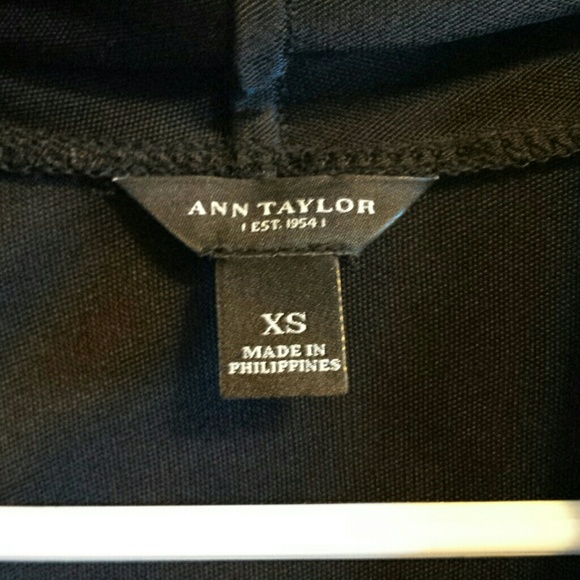 ANN TAYLOR
EST. 1954
XS
MADE IN
PHILIPPINES